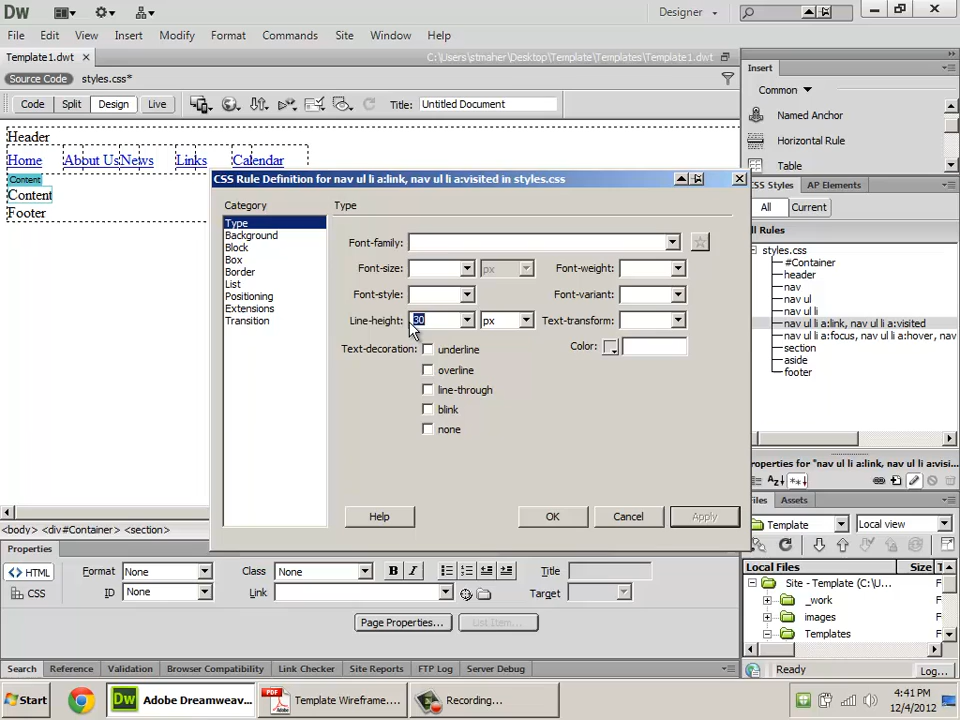 Dw
Designer
File Edit View Insert Modify Format Commands Site Window Help
Template1.dwt
C:\Users\stmaher\Desktop\Template\Templates\Template1.dwt
Source Code styles.css*
Code Split Design Live Title: Untitled Document
Header
Home Abbut Us News Links Calendar
Content
Content
Footer
CSS Rule Definition for nav ul li a:link, nav ul li a:visited in styles.css
Category
Type
Background
Block
Box
Border
List
Positioning
Extensions
Transition
Type
Font-family:
Font-size: px Font-weight:
Font-style: Font-variant:
Line-height: 30 px Text-transform:
Text-decoration: underline Color:
overline
line-through
blink
none
Help OK Cancel Apply
Insert
Common
Named Anchor
Horizontal Rule
Table
CSS Styles AP Elements
All Current
All Rules
styles.css
#Container
header
nav
nav ul
nav ul li
nav ul li a:link, nav ul li a:visited
nav ul li a:focus, nav ul li a:hover, nav
section
aside
footer
Properties for "nav ul li a:link, nav ul li a:visi...
Files Assets
Template Local view
Local Files Size
Site - Template (C:\U... F
_work F
images F
Templates F
Ready Log...
<body> <div#Container> <section>
Properties
HTML Format None Class None B I Title
CSS ID None Link Target
Page Properties... List Item...
Search Reference Validation Browser Compatibility Link Checker Site Reports FTP Log Server Debug
Start Dw Adobe Dreamweav... Template Wireframe.... Recording...
4:41 PM
12/4/2012